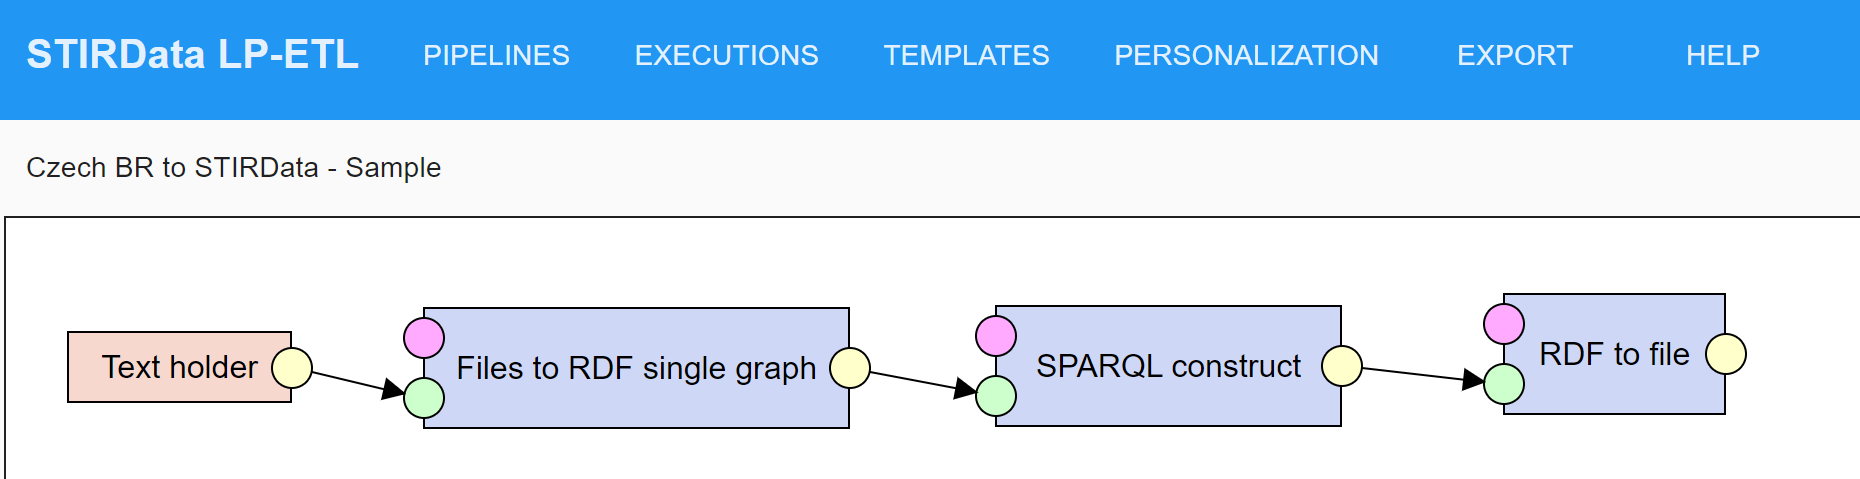 STIRData LP-ETL PIPELINES EXECUTIONS TEMPLATES PERSONALIZATION EXPORT HELP
Czech BR to STIRData - Sample
Text holder Files to RDF single graph SPARQL construct RDF to file